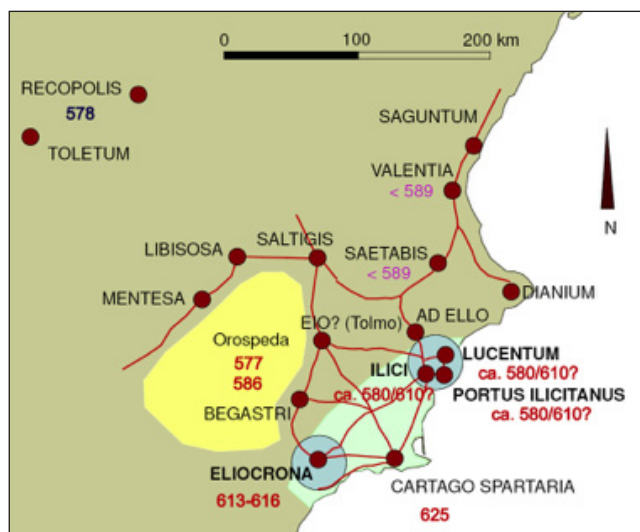 0 100 200 km
RECOPOLIS
578
TOLETUM
SAGUNTUM
VALENTIA
< 589
N
LIBISOSA
SALTIGIS
SAETABIS
< 589
MENTESA
DIANIUM
EIO? (Tolmo)
AD ELLO
Orospeda
577
586
LUCENTUM
ca. 580/610?
ILICI
ca. 580/610?
PORTUS ILICITANUS
ca. 580/610?
BEGASTRI
ELIOCRONA
613-616
CARTAGO SPARTARIA
625